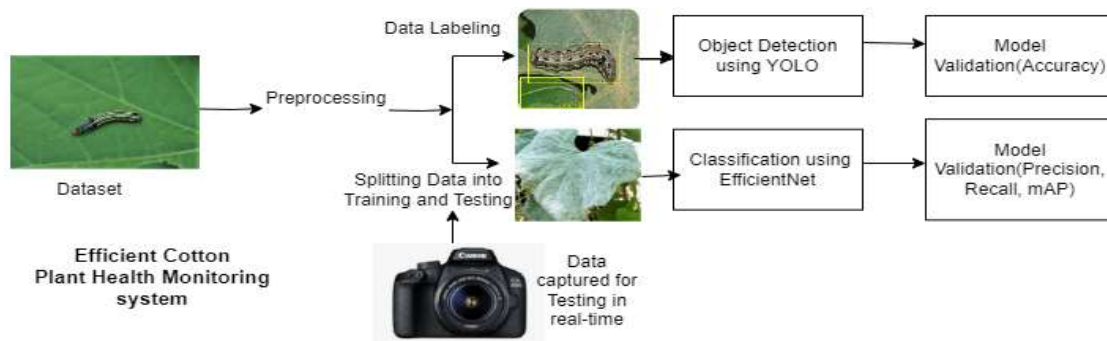 Data Labeling
Object Detection
using YOLO
Model
Validation(Accuracy)
Preprocessing
Dataset
Splitting Data into
Training and Testing
Classification using
EfficientNet
Model
Validation(Precision,
Recall, mAP)
Efficient Cotton
Plant Health Monitoring
system
Canon
Data
captured for
Testing in
real-time